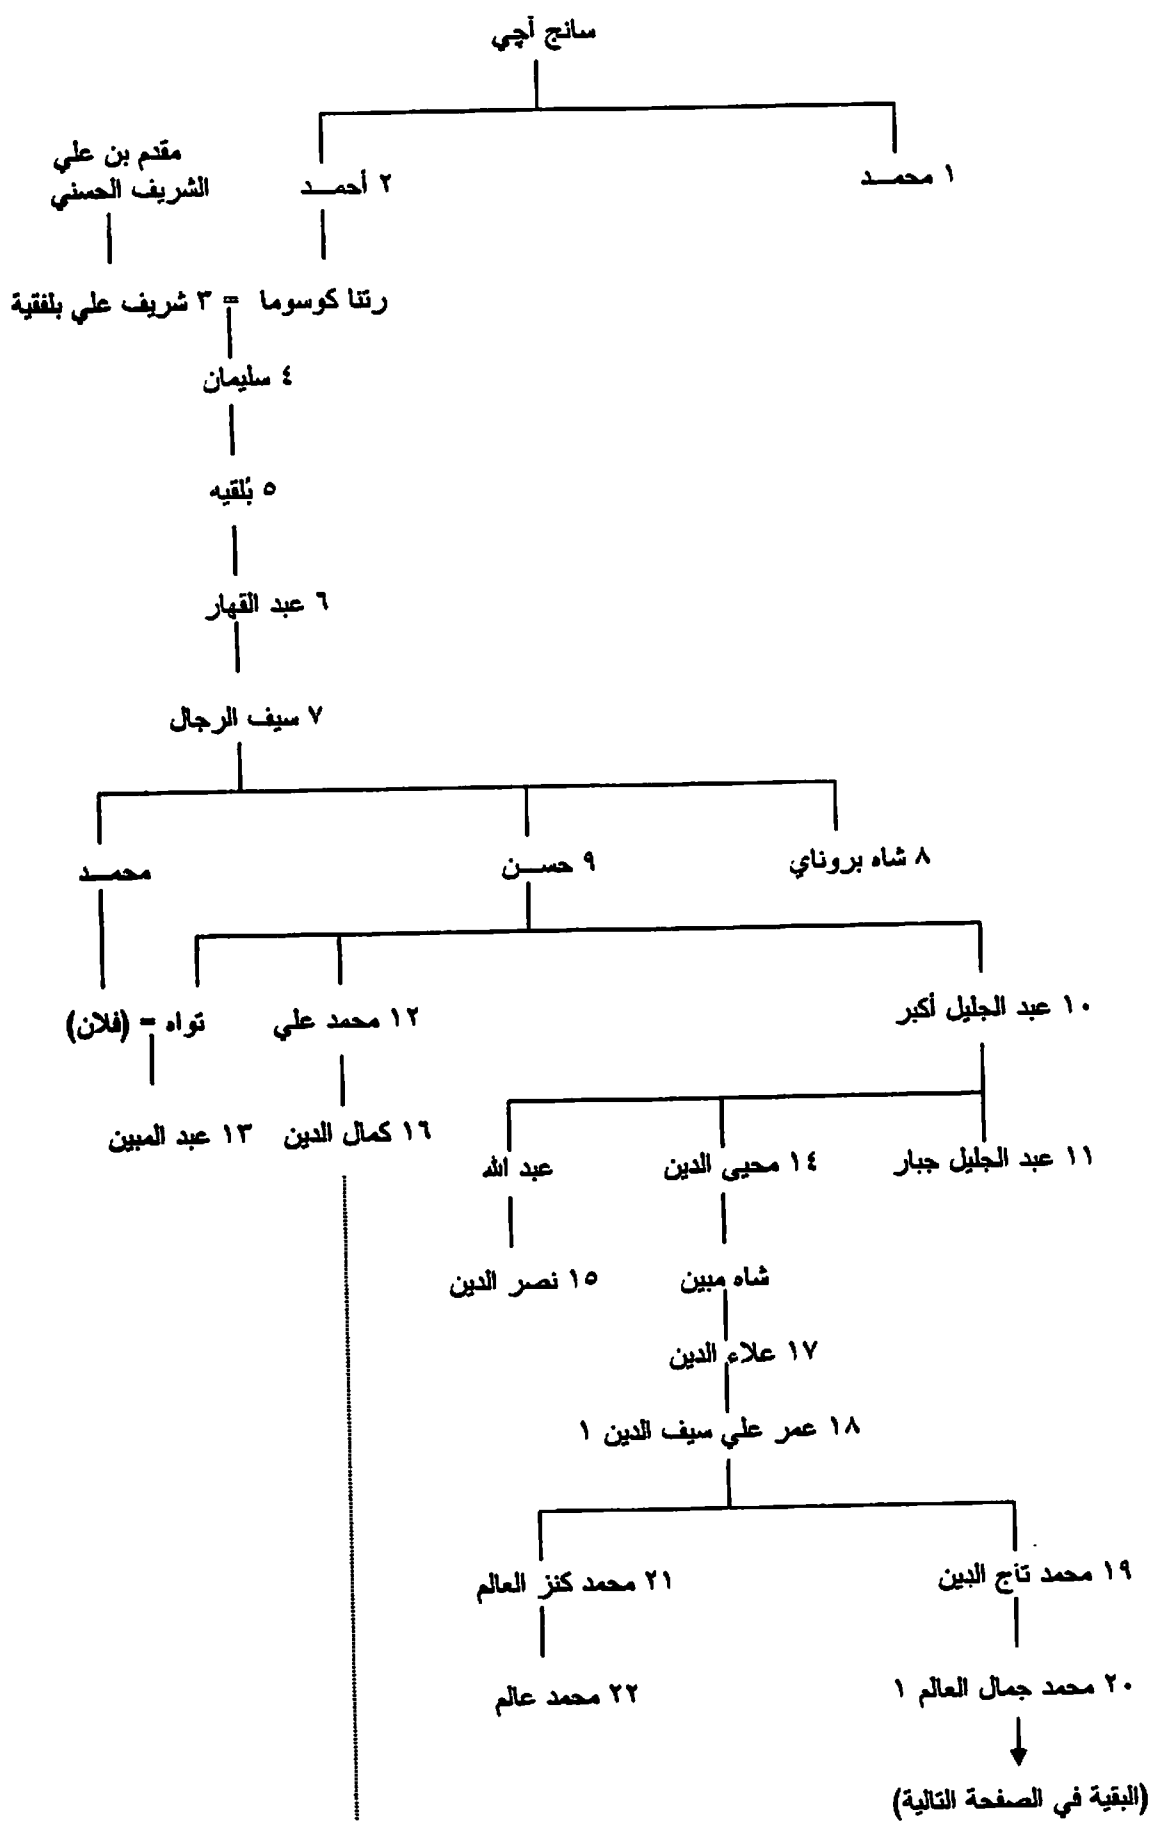 سانج آچي
١ محمـــد
٢ أحمـــد
مقدم بن علي
الشريف الحسني
رتنا كوسوما = ٣ شريف علي بلفقية
٤ سليمان
٥ بُلقيه
٦ عبد القهار
٧ سيف الرجال
٨ شاه بروناي
٩ حســـن
محمـــد
١٠ عبد الجليل أكبر
١٢ محمد علي
تواه = (فلان)
١١ عبد الجليل جبار
١٤ محيى الدين
عبد الله
١٦ كمال الدين
١٣ عبد المبين
شاه مبين
١٥ نصر الدين
١٧ علاء الدين
١٨ عمر علي سيف الدين ١
١٩ محمد تاج الدين
٢١ محمد كنز العالم
٢٠ محمد جمال العالم ١
٢٢ محمد عالم
(البقية في الصفحة التالية)